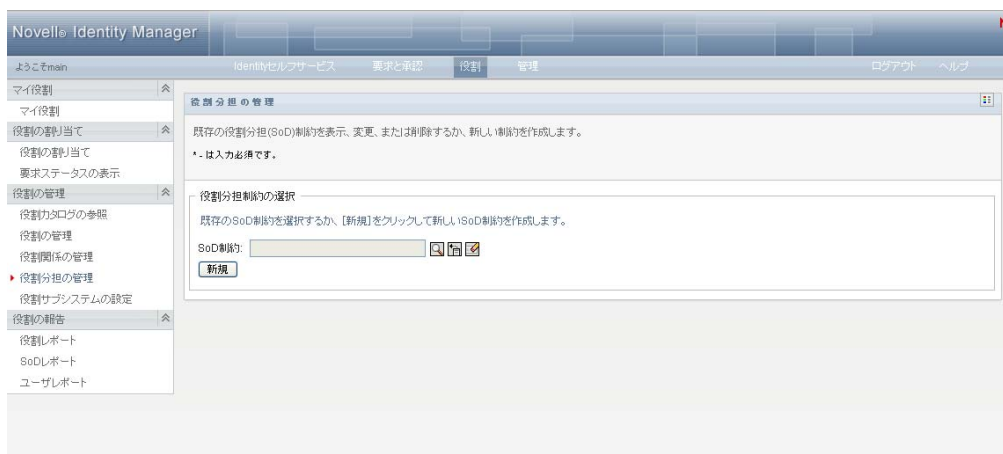 Novell® Identity Manager
ようこそmain
Identityセルフサービス 要求と承認 役割 管理 ログアウト ヘルプ
マイ役割
マイ役割
役割の割り当て
役割の割り当て
要求ステータスの表示
役割の管理
役割カタログの参照
役割の管理
役割関係の管理
役割分担の管理
役割サブシステムの設定
役割の報告
役割レポート
SoDレポート
ユーザレポート
役割分担の管理
既存の役割分担(SoD)制約を表示、変更、または削除するか、新しい制約を作成します。
* - は入力必須です。
役割分担制約の選択
既存のSoD制約を選択するか、[新規]をクリックして新しいSoD制約を作成します。
SoD制約:
新規